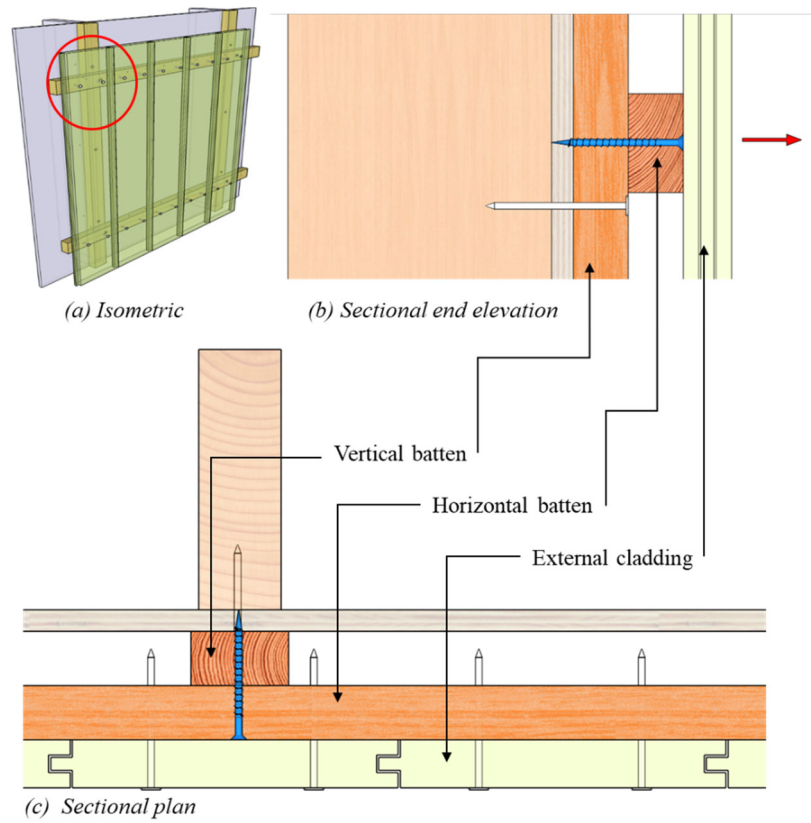 (a) Isometric
(b) Sectional end elevation
Vertical batten
Horizontal batten
External cladding
(c) Sectional plan